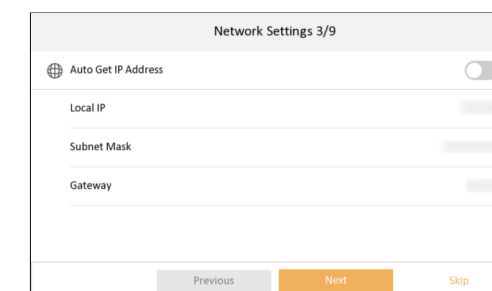 Network Settings 3/9
Auto Get IP Address
Local IP
Subnet Mask
Gateway
Previous Next Skip